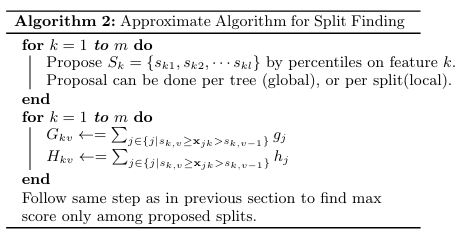 Algorithm 2: Approximate Algorithm for Split Finding
for k = 1 to m do
Propose S_k = {s_{k1}, s_{k2}, ⋯ s_{kl}} by percentiles on feature k.
Proposal can be done per tree (global), or per split(local).
end
for k = 1 to m do
G_{kv} ←= ∑_{j∈{j|s_{k,v}≥x_{jk}>s_{k,v−1}}} g_j
H_{kv} ←= ∑_{j∈{j|s_{k,v}≥x_{jk}>s_{k,v−1}}} h_j
end
Follow same step as in previous section to find max
score only among proposed splits.